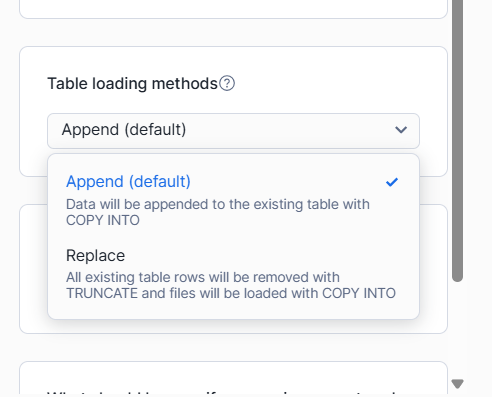 Table loading methods
Append (default)
Append (default)
Data will be appended to the existing table with
COPY INTO
Replace
All existing table rows will be removed with
TRUNCATE and files will be loaded with COPY INTO